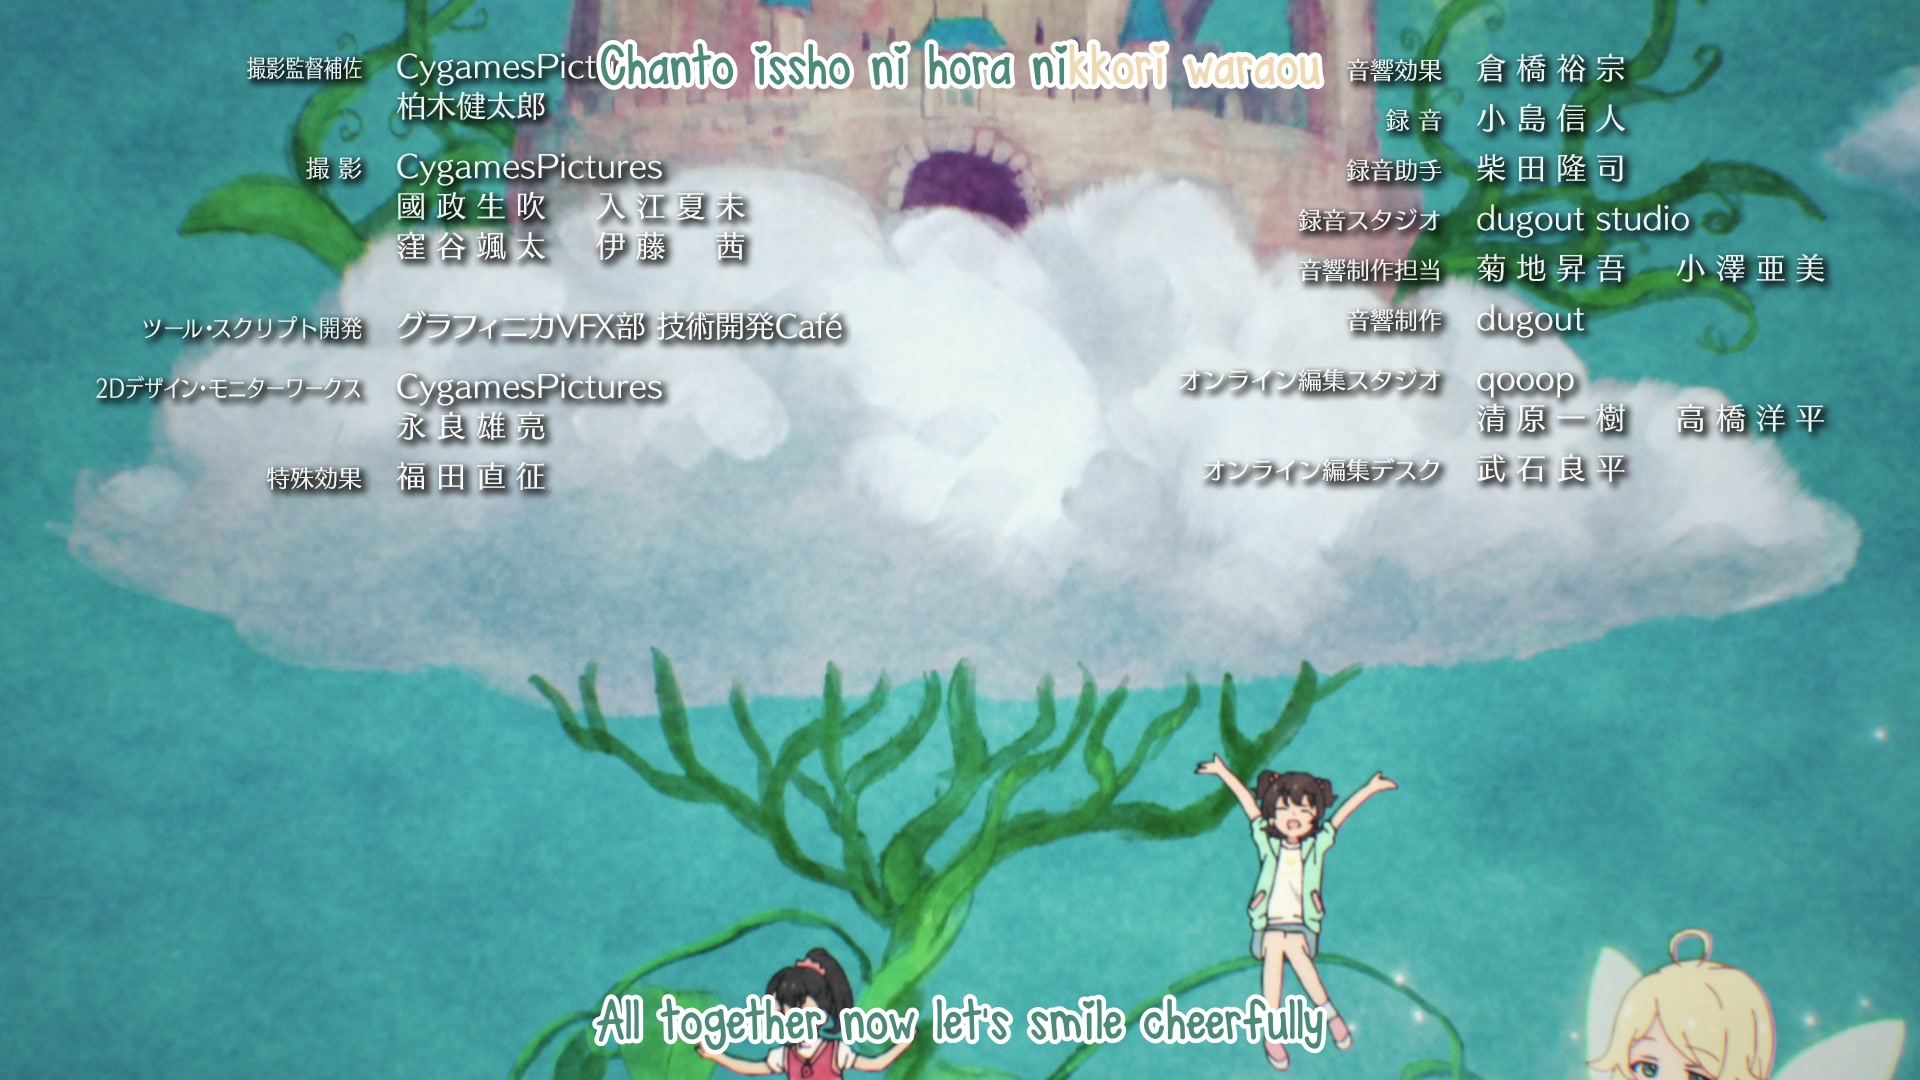 Chanto issho ni hora nikkori waraou
撮影監督補佐 CygamesPict
柏木健太郎
撮影 CygamesPictures
國政生吹 入江夏未
窪谷颯太 伊藤 茜
ツール・スクリプト開発 グラフィニカVFX部 技術開発Café
2Dデザイン・モニターワークス CygamesPictures
永良雄亮
特殊効果 福田直征
音響効果 倉橋裕宗
録音 小島信人
録音助手 柴田隆司
録音スタジオ dugout studio
音響制作担当 菊地昇吾 小澤亜美
音響制作 dugout
オンライン編集スタジオ qooop
清原一樹 高橋洋平
オンライン編集デスク 武石良平
All together now let's smile cheerfully